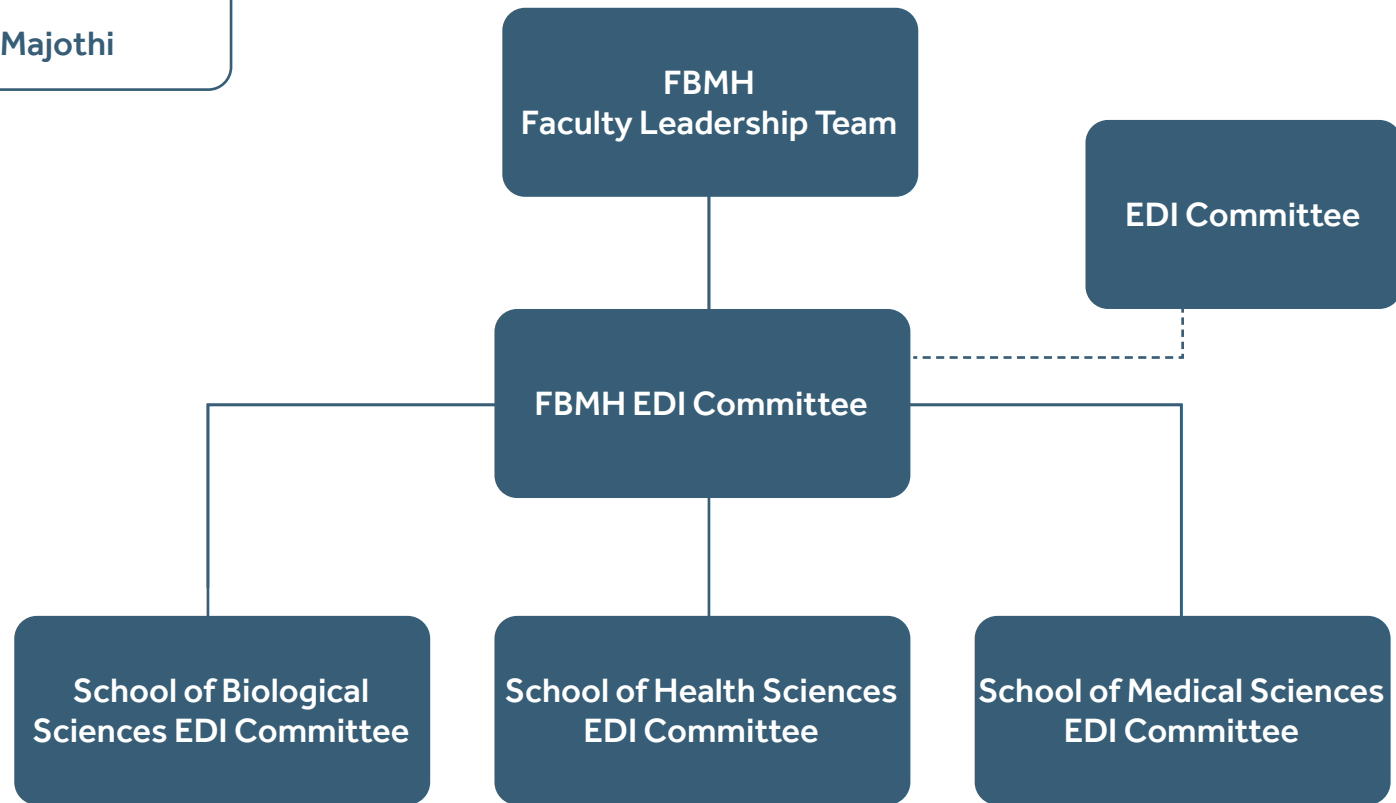 Majothi
FBMH
Faculty Leadership Team
EDI Committee
FBMH EDI Committee
School of Biological
Sciences EDI Committee
School of Health Sciences
EDI Committee
School of Medical Sciences
EDI Committee